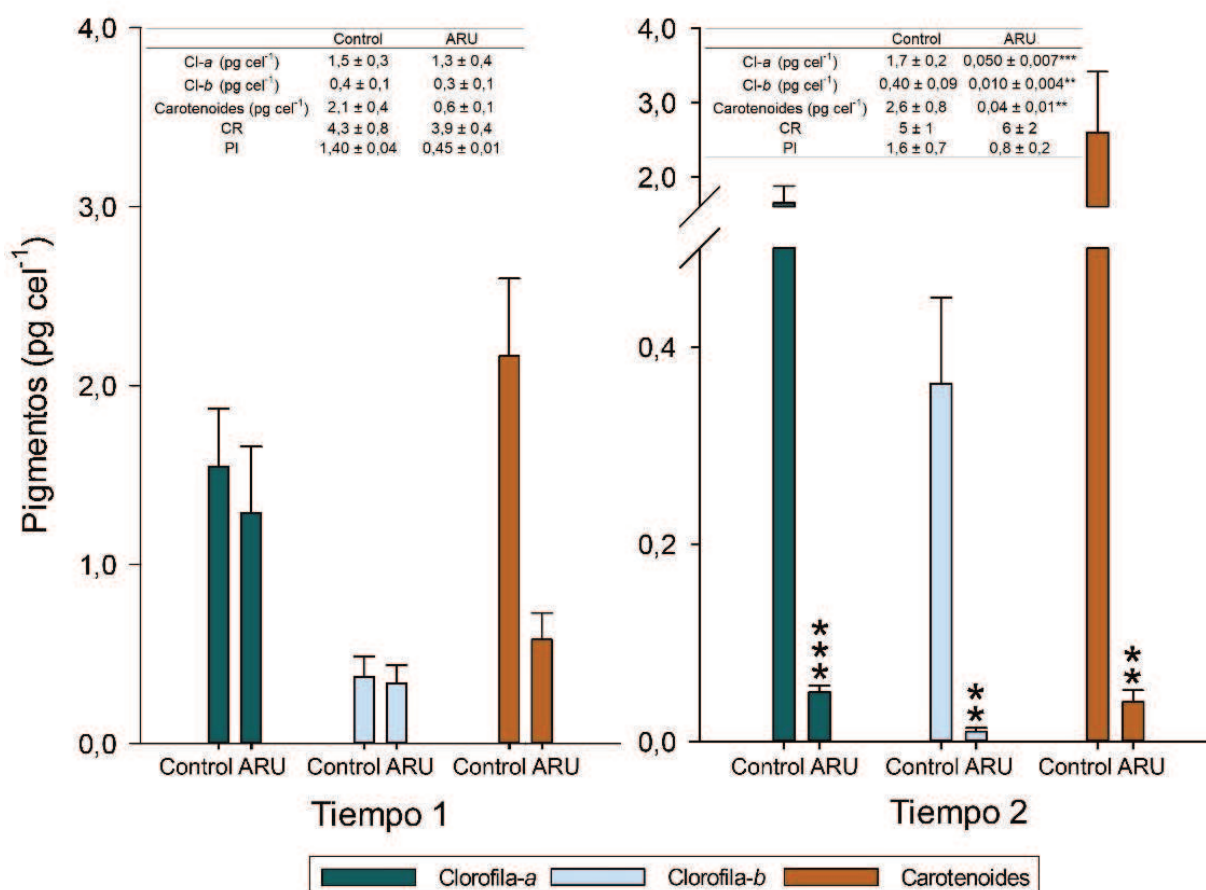 Pigmentos (pg cel⁻¹)
4,0
3,0
2,0
1,0
0,0
Control ARU
Cl-a (pg cel⁻¹) 1,5 ± 0,3 1,3 ± 0,4
Cl-b (pg cel⁻¹) 0,4 ± 0,1 0,3 ± 0,1
Carotenoides (pg cel⁻¹) 2,1 ± 0,4 0,6 ± 0,1
CR 4,3 ± 0,8 3,9 ± 0,4
PI 1,40 ± 0,04 0,45 ± 0,01
Control ARU Control ARU Control ARU
Tiempo 1
4,0
3,0
2,0
0,4
0,2
0,0
Control ARU
Cl-a (pg cel⁻¹) 1,7 ± 0,2 0,050 ± 0,007***
Cl-b (pg cel⁻¹) 0,40 ± 0,09 0,010 ± 0,004**
Carotenoides (pg cel⁻¹) 2,6 ± 0,8 0,04 ± 0,01**
CR 5 ± 1 6 ± 2
PI 1,6 ± 0,7 0,8 ± 0,2
***
**
**
Control ARU Control ARU Control ARU
Tiempo 2
Clorofila-a Clorofila-b Carotenoides